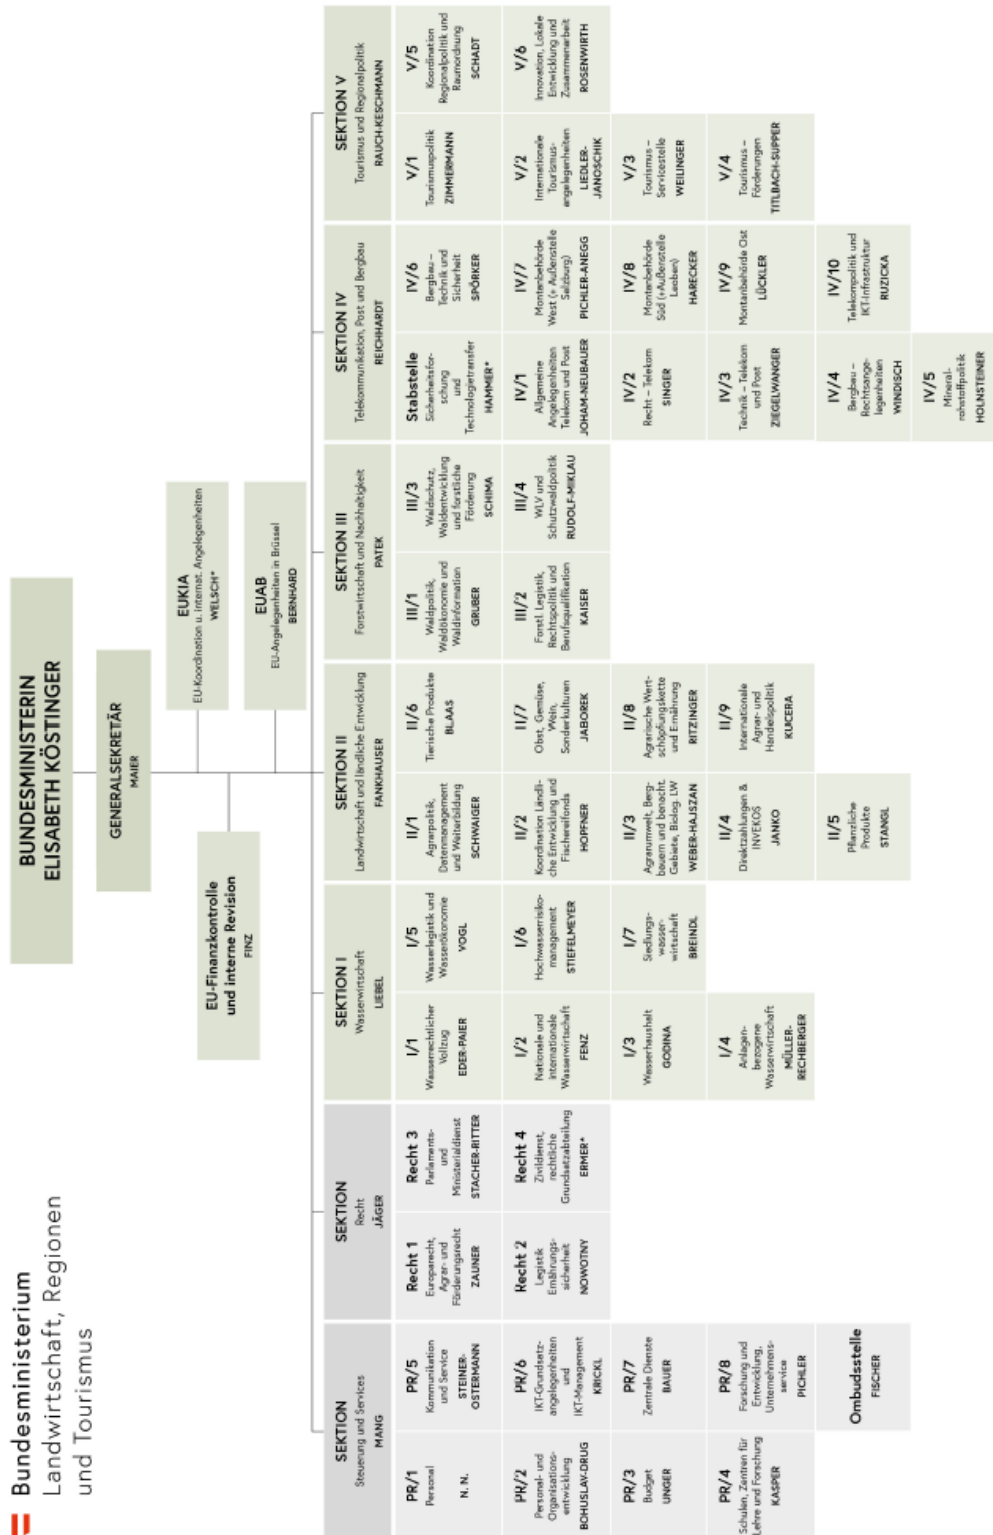 Bundesministerium
Landwirtschaft, Regionen
und Tourismus
BUNDESMINISTERIN
ELISABETH KÖSTINGER
GENERALSEKRETÄR
MAIER
EU-Finanzkontrolle
und interne Revision
FINZ
EUKIA
EU-Koordination u. internat. Angelegenheiten
WELSCH*
EUAB
EU-Angelegenheiten in Brüssel
BERNHARD
SEKTION
Steuerung und Services
MANG
PR/1
Personal
N. N.
PR/2
Personal- und
Organisations-
entwicklung
BOHUSLAV-DRUG
PR/3
Budget
UNGER
PR/4
Schulen, Zentren für
Lehre und Forschung
KASPER
PR/5
Kommunikation
und Service
STEINER-
OSTERMANN
PR/6
IKT-Grundsatz-
angelegenheiten
und
IKT-Management
KRICKL
PR/7
Zentrale Dienste
BAUER
PR/8
Forschung und
Entwicklung,
Unternehmens-
service
PICHLER
Ombudsstelle
FISCHER
SEKTION
Recht
JÄGER
Recht 1
Europarecht,
Agrar- und
Förderungsrecht
ZAUNER
Recht 2
Legistik
Ernährungs-
sicherheit
NOWOTNY
Recht 3
Parlaments-
und
Ministerialdienst
STACHER-RITTER
Recht 4
Zivildienst,
rechtliche
Grundsatzabteilung
ERMER*
SEKTION I
Wasserwirtschaft
LIEBEL
I/1
Wasserrechtlicher
Vollzug
EDER-PAIER
I/2
Nationale und
internationale
Wasserwirtschaft
FENZ
I/3
Wasserhaushalt
GODINA
I/4
Anlagen-
bezogene
Wasserwirtschaft
MÜLLER-
RECHBERGER
I/5
Wasserlegistik und
Wasserökonomie
VOGL
I/6
Hochwasserrisiko-
management
STIEFELMEYER
I/7
Siedlungs-
wasser-
wirtschaft
BREINDL
SEKTION II
Landwirtschaft und ländliche Entwicklung
FANKHAUSER
II/1
Agrarpolitik,
Datenmanagement
und Weiterbildung
SCHWAIGER
II/2
Koordination Ländli-
che Entwicklung und
Fischereifonds
HOPFNER
II/3
Agrarumwelt, Berg-
bauern und benacht.
Gebiete, Biolog. LW
WEBER-HAJSZAN
II/4
Direktzahlungen &
INVEKOS
JANKO
II/5
Pflanzliche
Produkte
STANGL
II/6
Tierische Produkte
BLAAS
II/7
Obst, Gemüse,
Wein,
Sonderkulturen
JABOREK
II/8
Agrarische Wert-
schöpfungskette
und Ernährung
RITZINGER
II/9
Internationale
Agrar- und
Handelspolitik
KUCERA
SEKTION III
Forstwirtschaft und Nachhaltigkeit
PATEK
III/1
Waldpolitik,
Waldökonomie und
Waldinformation
GRUBER
III/2
Forstl. Legistik,
Rechtspolitik und
Berufsqualifikation
KAISER
III/3
Waldschutz,
Waldentwicklung
und forstliche
Förderung
SCHIMA
III/4
WLV und
Schutzwaldpolitik
RUDOLF-MIKLAU
SEKTION IV
Telekommunikation, Post und Bergbau
REICHHARDT
Stabstelle
Sicherheitsfor-
schung
und
Technologietransfer
HAMMER*
IV/1
Allgemeine
Angelegenheiten
Telekom und Post
JOHAM-NEUBAUER
IV/2
Recht – Telekom
SINGER
IV/3
Technik – Telekom
und Post
ZIEGELWANGER
IV/4
Bergbau –
Rechtsange-
legenheiten
WINDISCH
IV/5
Mineral-
rohstoffpolitik
HOLNSTEINER
IV/6
Bergbau –
Technik und
Sicherheit
SPÖRKER
IV/7
Montanbehörde
West (+ Außenstelle
Salzburg)
PICHLER-ANEGG
IV/8
Montanbehörde
Süd (+Außenstelle
Leoben)
HARECKER
IV/9
Montanbehörde Ost
LÜCKLER
IV/10
Telekompolitik und
IKT-Infrastruktur
RUZICKA
SEKTION V
Tourismus und Regionalpolitik
RAUCH-KESCHMANN
V/1
Tourismuspolitik
ZIMMERMANN
V/2
Internationale
Tourismus-
angelegenheiten
LIEDLER-
JANOSCHIK
V/3
Tourismus –
Servicestelle
WEILINGER
V/4
Tourismus –
Förderungen
TITLBACH-SUPPER
V/5
Koordination
Regionalpolitik und
Raumordnung
SCHADT
V/6
Innovation, Lokale
Entwicklung und
Zusammenarbeit
ROSENWIRTH